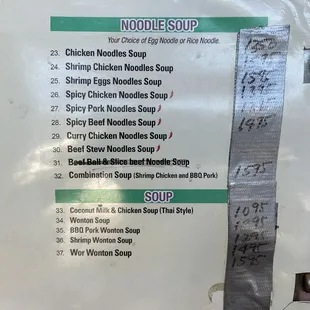 NOODLE SOUP
Your Choice of Egg Noodle or Rice Noodle.
23. Chicken Noodles Soup
24. Shrimp Chicken Noodles Soup
25. Shrimp Eggs Noodles Soup
26. Spicy Chicken Noodles Soup
27. Spicy Pork Noodles Soup
28. Spicy Beef Noodles Soup 1495
29. Curry Chicken Noodles Soup
30. Beef Stew Noodles Soup
31. Beef Ball & Slice beef Noodle Soup
32. Combination Soup (Shrimp Chicken and BBQ Pork) 1595
SOUP
33. Coconut Milk & Chicken Soup (Thai Style) 1095
34. Wonton Soup
35. BBQ Pork Wonton Soup
36. Shrimp Wonton Soup
37. Wor Wonton Soup 1595